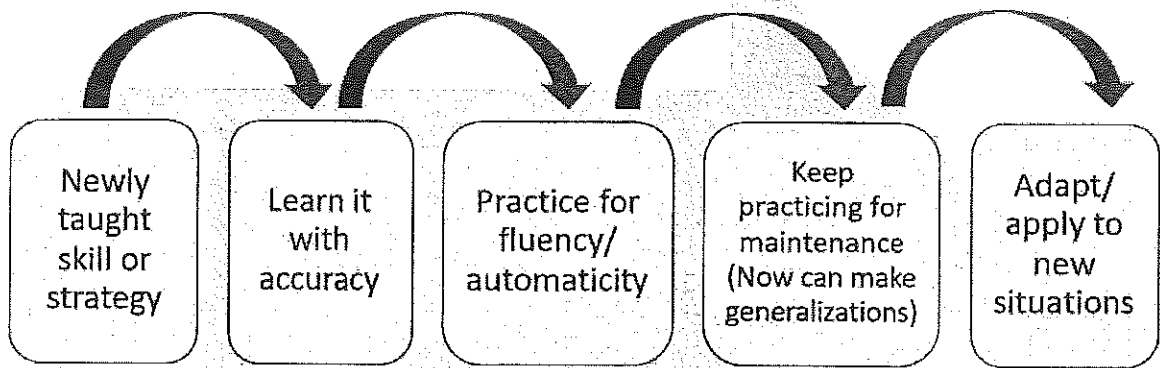 Newly
taught
skill or
strategy
Learn it
with
accuracy
Practice for
fluency/
automaticity
Keep
practicing for
maintenance
(Now can make
generalizations)
Adapt/
apply to
new
situations